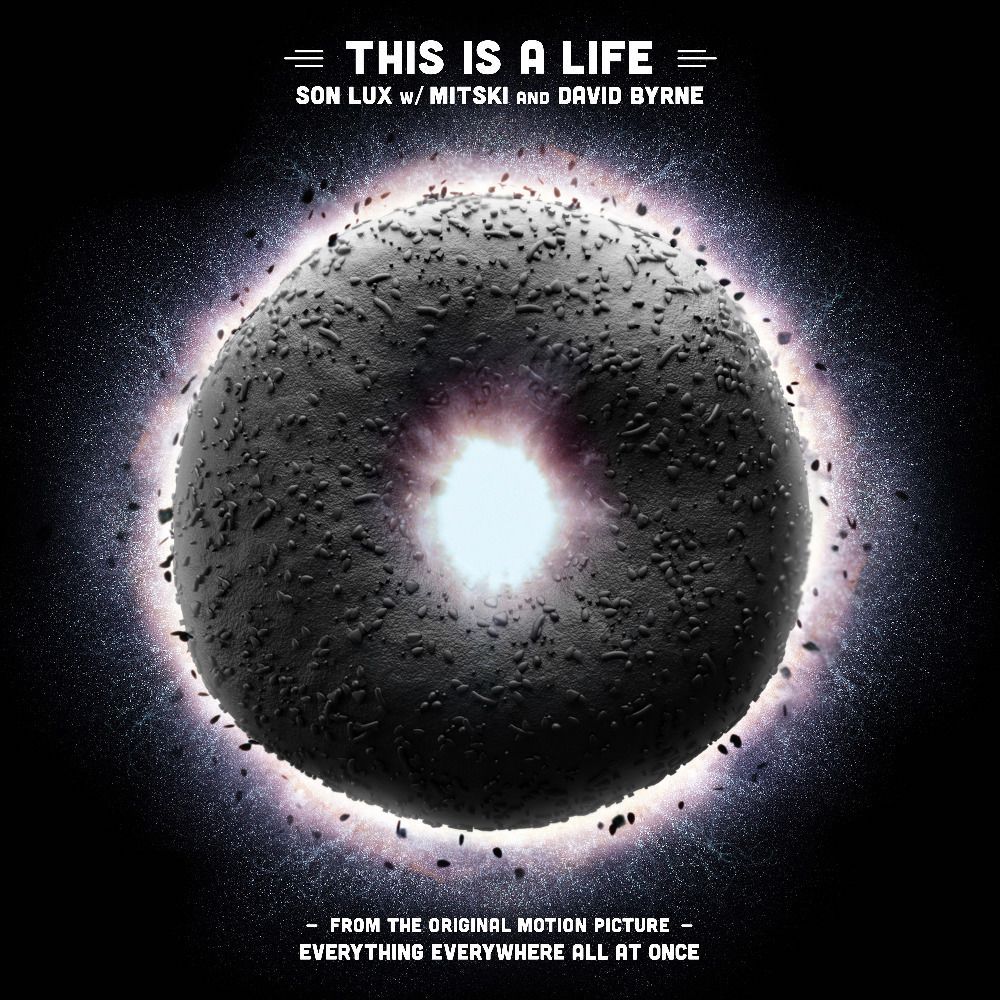 THIS IS A LIFE
SON LUX w/ MITSKI AND DAVID BYRNE
- FROM THE ORIGINAL MOTION PICTURE -
EVERYTHING EVERYWHERE ALL AT ONCE